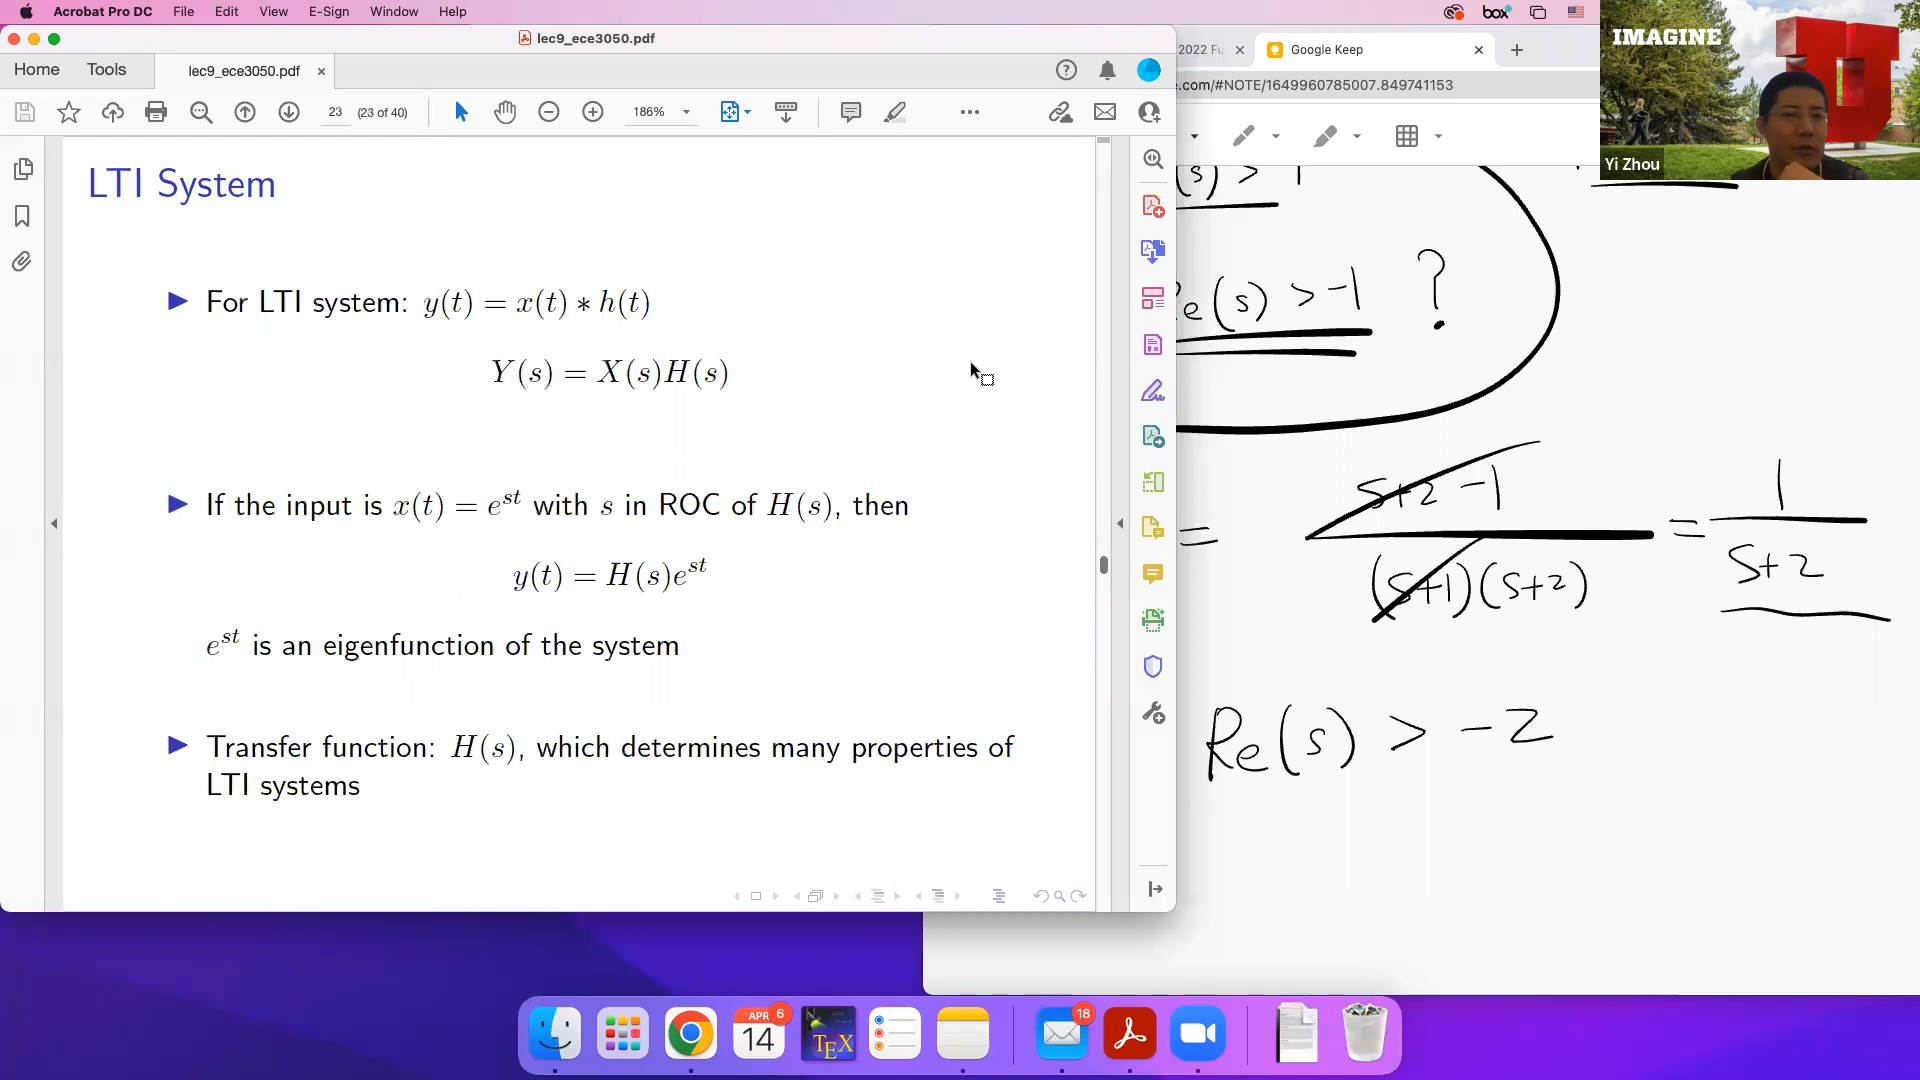 Acrobat Pro DC File Edit View E-Sign Window Help
box
lec9_ece3050.pdf
Home Tools lec9_ece3050.pdf ×
23 (23 of 40) 186%
LTI System
For LTI system: y(t) = x(t) ∗ h(t)
Y(s) = X(s)H(s)
If the input is x(t) = e^{st} with s in ROC of H(s), then
y(t) = H(s)e^{st}
e^{st} is an eigenfunction of the system
Transfer function: H(s), which determines many properties of
LTI systems
2022 Fu × Google Keep × +
e.com/#NOTE/1649960785007.849741153
(s) > 1
Re(s) > -1 ?
= s+2 -1 / (s+1)(s+2) = 1 / s+2
Re(s) > -2
IMAGINE
U
Yi Zhou
APR 6
14
TEX
18